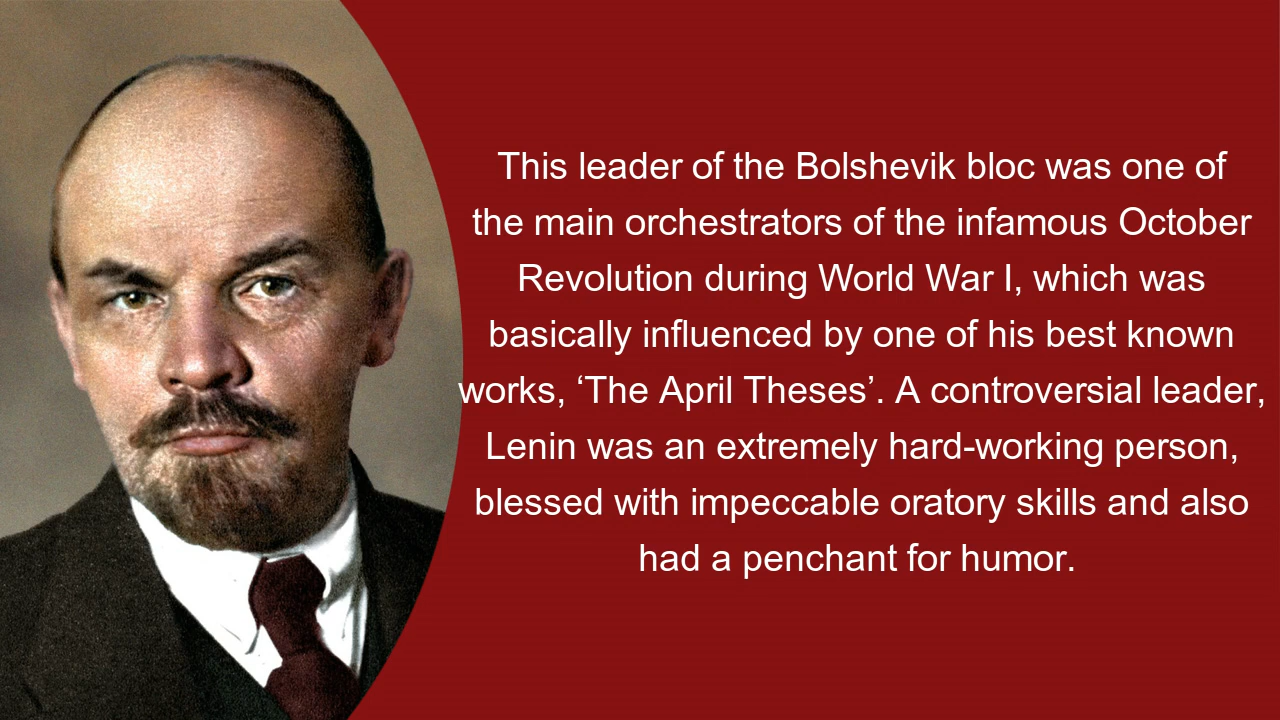 This leader of the Bolshevik bloc was one of
the main orchestrators of the infamous October
Revolution during World War I, which was
basically influenced by one of his best known
works, ‘The April Theses’. A controversial leader,
Lenin was an extremely hard-working person,
blessed with impeccable oratory skills and also
had a penchant for humor.